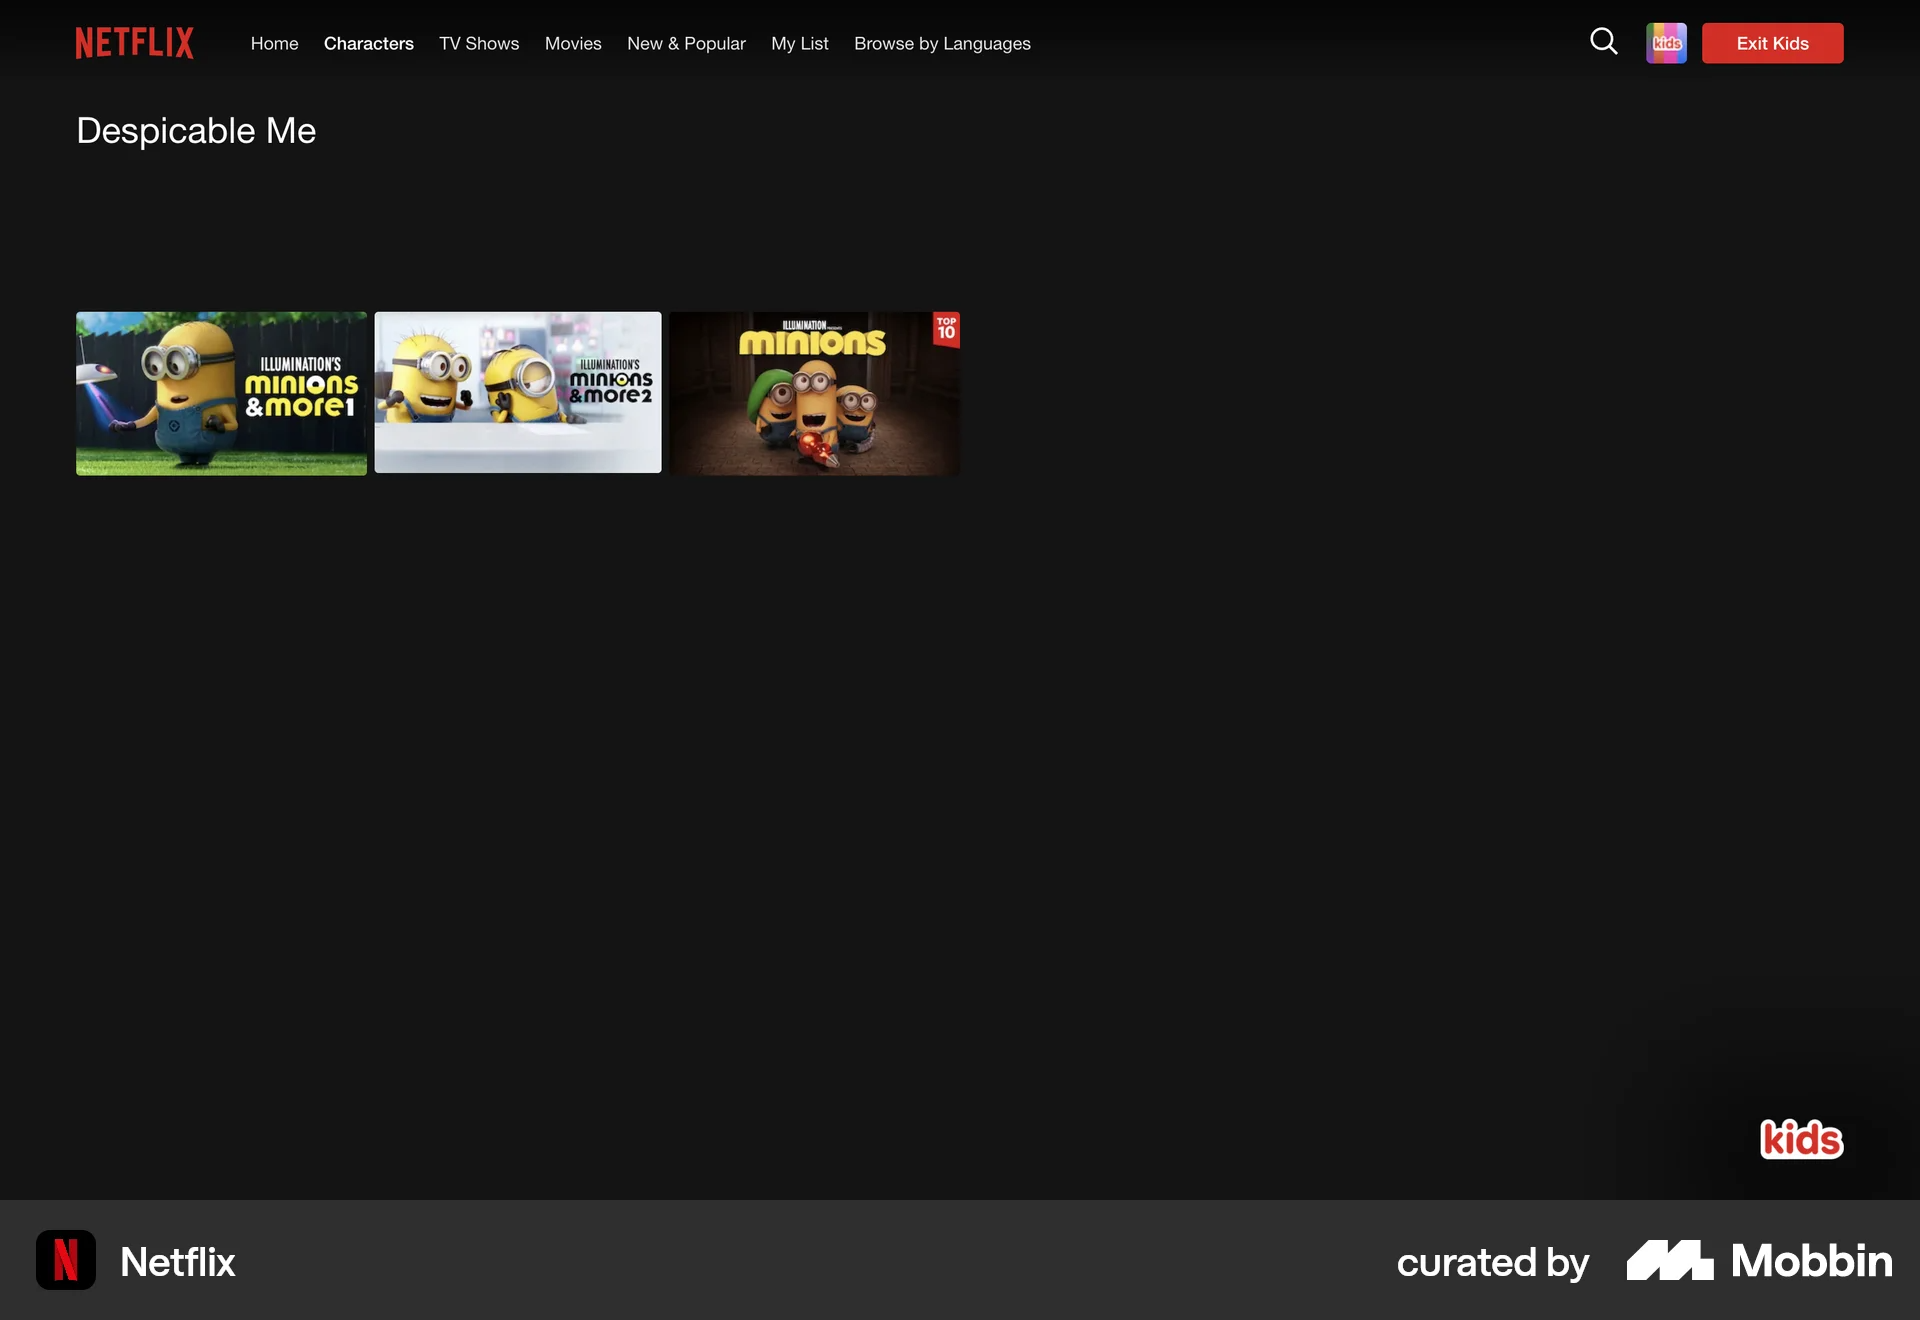 NETFLIX Home Characters TV Shows Movies New & Popular My List Browse by Languages kids Exit Kids
Despicable Me
ILLUMINATION'S
minions
&more1
ILLUMINATION'S
minions
&more2
ILLUMINATION
minions
TOP
10
kids
N Netflix curated by Mobbin